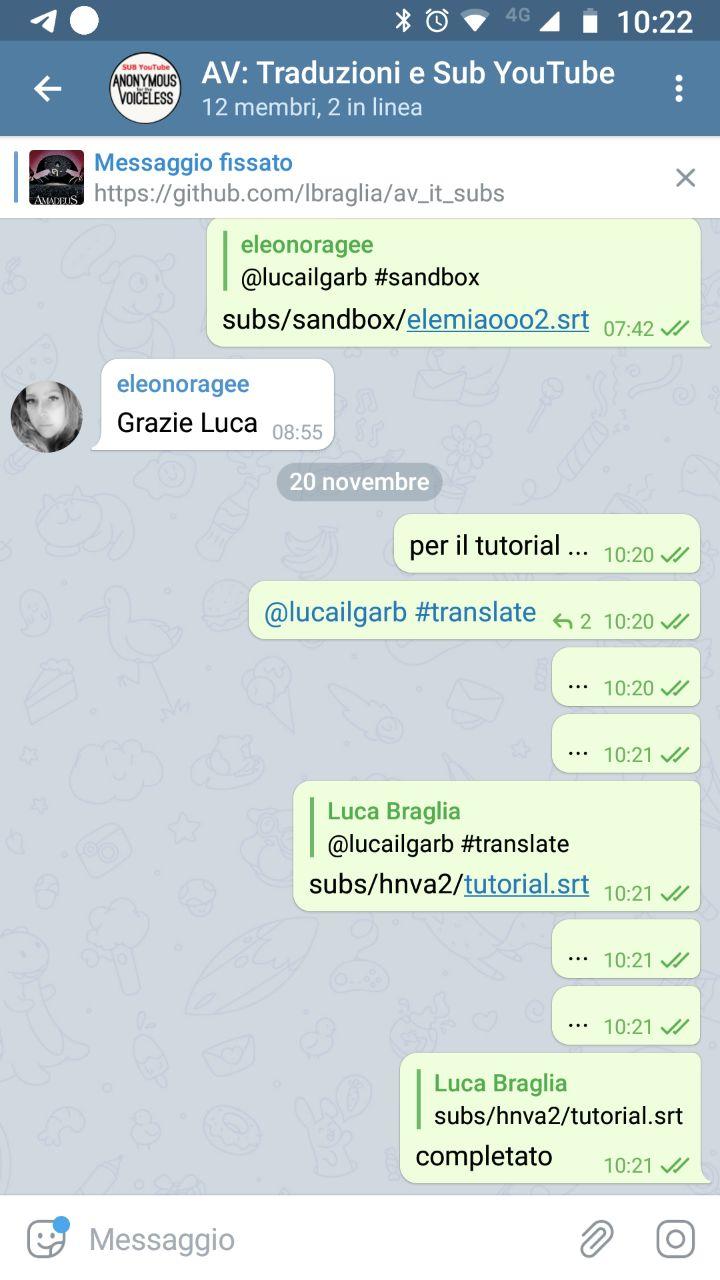 4G 10:22
SUB YouTube
ANONYMOUS
for the
VOICELESS
AV: Traduzioni e Sub YouTube
12 membri, 2 in linea
Messaggio fissato
AMADEUS
https://github.com/lbraglia/av_it_subs
eleonoragee
@lucailgarb #sandbox
subs/sandbox/elemiaooo2.srt 07:42
eleonoragee
Grazie Luca 08:55
20 novembre
per il tutorial ... 10:20
@lucailgarb #translate 2 10:20
... 10:20
... 10:21
Luca Braglia
@lucailgarb #translate
subs/hnva2/tutorial.srt 10:21
... 10:21
... 10:21
Luca Braglia
subs/hnva2/tutorial.srt
completato 10:21
Messaggio